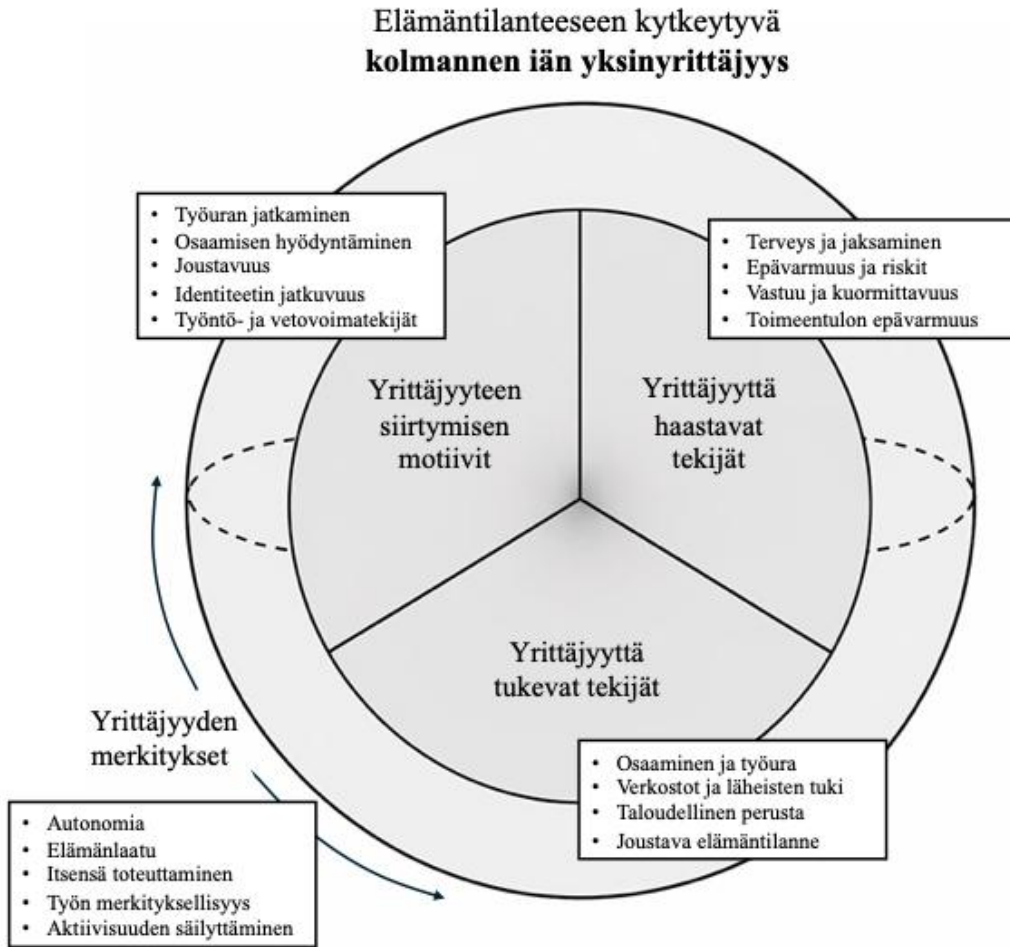 Elämäntilanteeseen kytkeytyvä
kolmannen iän yksinyrittäjyys
• Työuran jatkaminen
• Osaamisen hyödyntäminen
• Joustavuus
• Identiteetin jatkuvuus
• Työntö- ja vetovoimatekijät
• Terveys ja jaksaminen
• Epävarmuus ja riskit
• Vastuu ja kuormittavuus
• Toimeentulon epävarmuus
Yrittäjyyteen
siirtymisen
motiivit
Yrittäjyyttä
haastavat
tekijät
Yrittäjyyttä
tukevat tekijät
Yrittäjyyden
merkitykset
• Osaaminen ja työura
• Verkostot ja läheisten tuki
• Taloudellinen perusta
• Joustava elämäntilanne
• Autonomia
• Elämänlaatu
• Itsensä toteuttaminen
• Työn merkityksellisyys
• Aktiivisuuden säilyttäminen